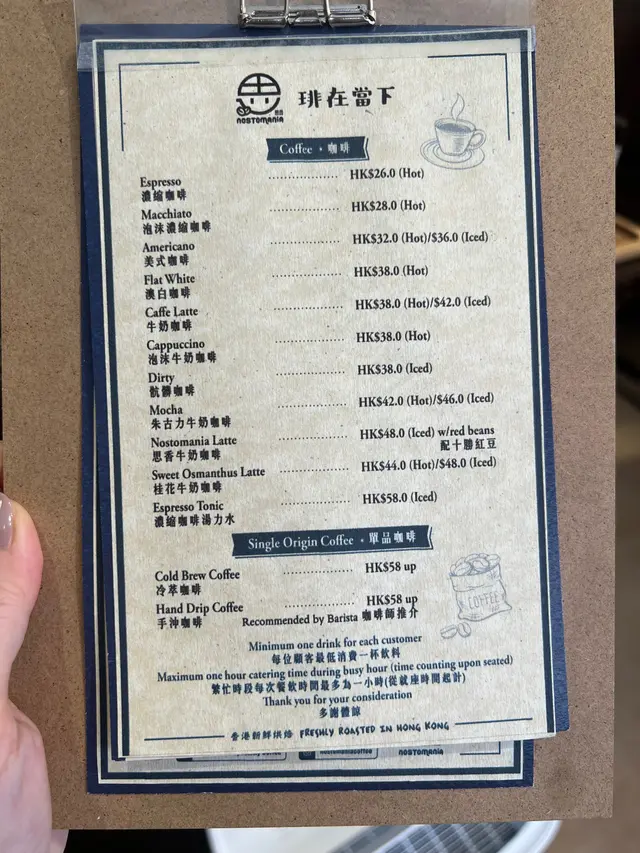 思
NOSTOMANIA
琲在當下
Coffee • 咖啡
Espresso .................. HK$26.0 (Hot)
濃縮咖啡
Macchiato .................. HK$28.0 (Hot)
泡沫濃縮咖啡
Americano .................. HK$32.0 (Hot)/$36.0 (Iced)
美式咖啡
Flat White .................. HK$38.0 (Hot)
澳白咖啡
Caffe Latte .................. HK$38.0 (Hot)/$42.0 (Iced)
牛奶咖啡
Cappuccino .................. HK$38.0 (Hot)
泡沫牛奶咖啡
Dirty .................. HK$38.0 (Iced)
骯髒咖啡
Mocha .................. HK$42.0 (Hot)/$46.0 (Iced)
朱古力牛奶咖啡
Nostomania Latte .................. HK$48.0 (Iced) w/red beans
思香牛奶咖啡 配十勝紅豆
Sweet Osmanthus Latte .................. HK$44.0 (Hot)/$48.0 (Iced)
桂花牛奶咖啡
Espresso Tonic .................. HK$58.0 (Iced)
濃縮咖啡湯力水
Single Origin Coffee • 單品咖啡
Cold Brew Coffee .................. HK$58 up
冷萃咖啡
Hand Drip Coffee .................. HK$58 up
手沖咖啡 Recommended by Barista 咖啡師推介
COFFEE
Minimum one drink for each customer
每位顧客最低消費一杯飲料
Maximum one hour catering time during busy hour (time counting upon seated)
繁忙時段每次餐飲時間最多為一小時(從就座時間起計)
Thank you for your consideration
多謝體諒
香港新鮮烘焙 FRESHLY ROASTED IN HONG KONG
NOSTOMANIA